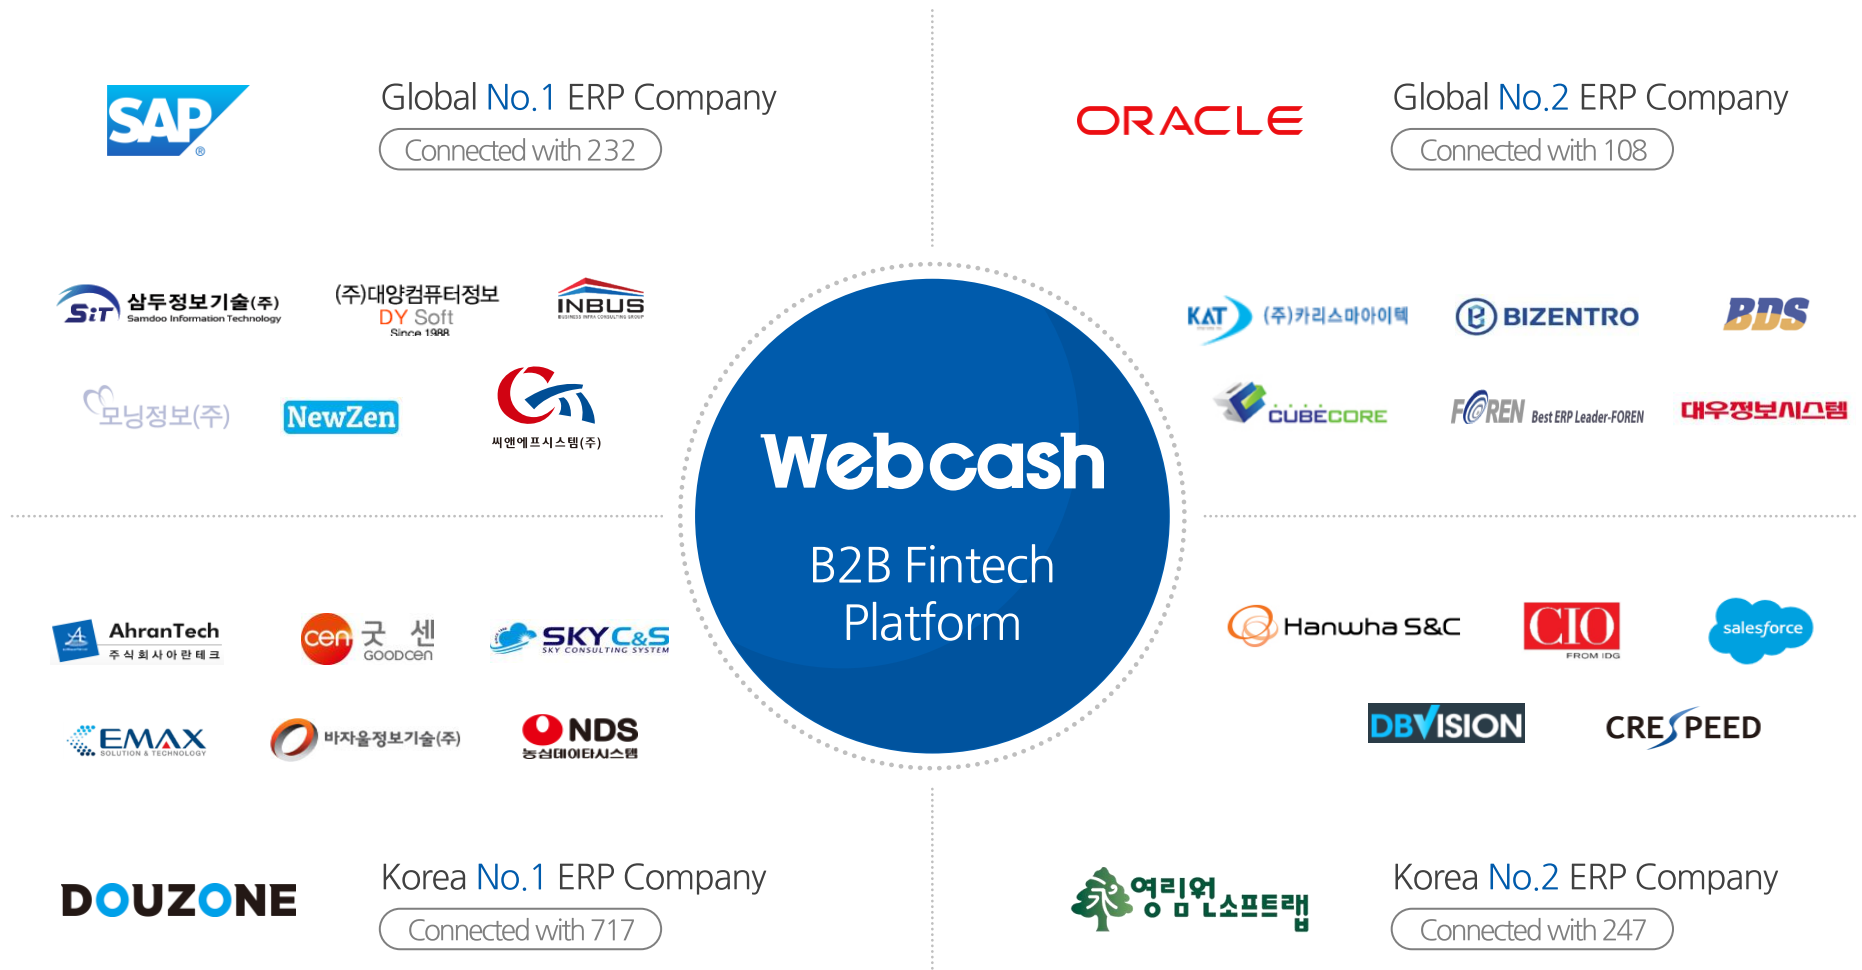 SAP
®
Global No.1 ERP Company
Connected with 232
ORACLE
Global No.2 ERP Company
Connected with 108
SiT 삼두정보기술(주)
Samdoo Information Technology
(주)대양컴퓨터정보
DY Soft
Since 1988
INBUS
BUSINESS INFRA CONSULTING GROUP
모닝정보(주)
NewZen
씨앤에프시스템(주)
KAT (주)카리스마아이텍
BIZENTRO
BDS
CUBECORE
FOREN Best ERP Leader-FOREN
대우정보시스템
Webcash
B2B Fintech
Platform
AhranTech
주식회사아란테크
cen 굿센
GOODCEN
SKY C&S
SKY CONSULTING SYSTEM
EMAX
SOLUTION & TECHNOLOGY
바자울정보기술(주)
NDS
농심데이타시스템
Hanwha S&C
CIO
FROM IDG
salesforce
DBVISION
CRESPEED
DOUZONE
Korea No.1 ERP Company
Connected with 717
永 영림원소프트랩
Korea No.2 ERP Company
Connected with 247